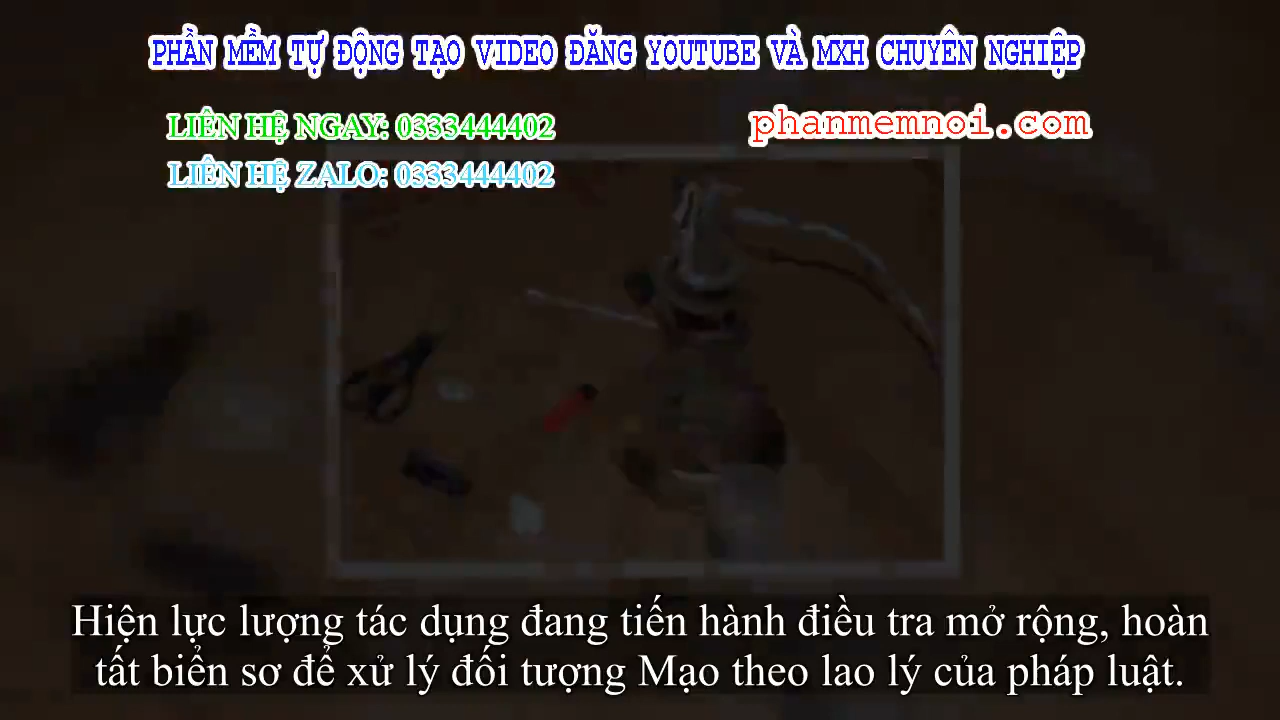 PHẦN MỀM TỰ ĐỘNG TẠO VIDEO ĐĂNG YOUTUBE VÀ MXH CHUYÊN NGHIỆP
LIÊN HỆ NGAY: 0333444402
phanmemnoi.com
LIÊN HỆ ZALO: 0333444402
Hiện lực lượng tác dụng đang tiến hành điều tra mở rộng, hoàn
tất biển sơ để xử lý đối tượng Mạo theo lao lý của pháp luật.